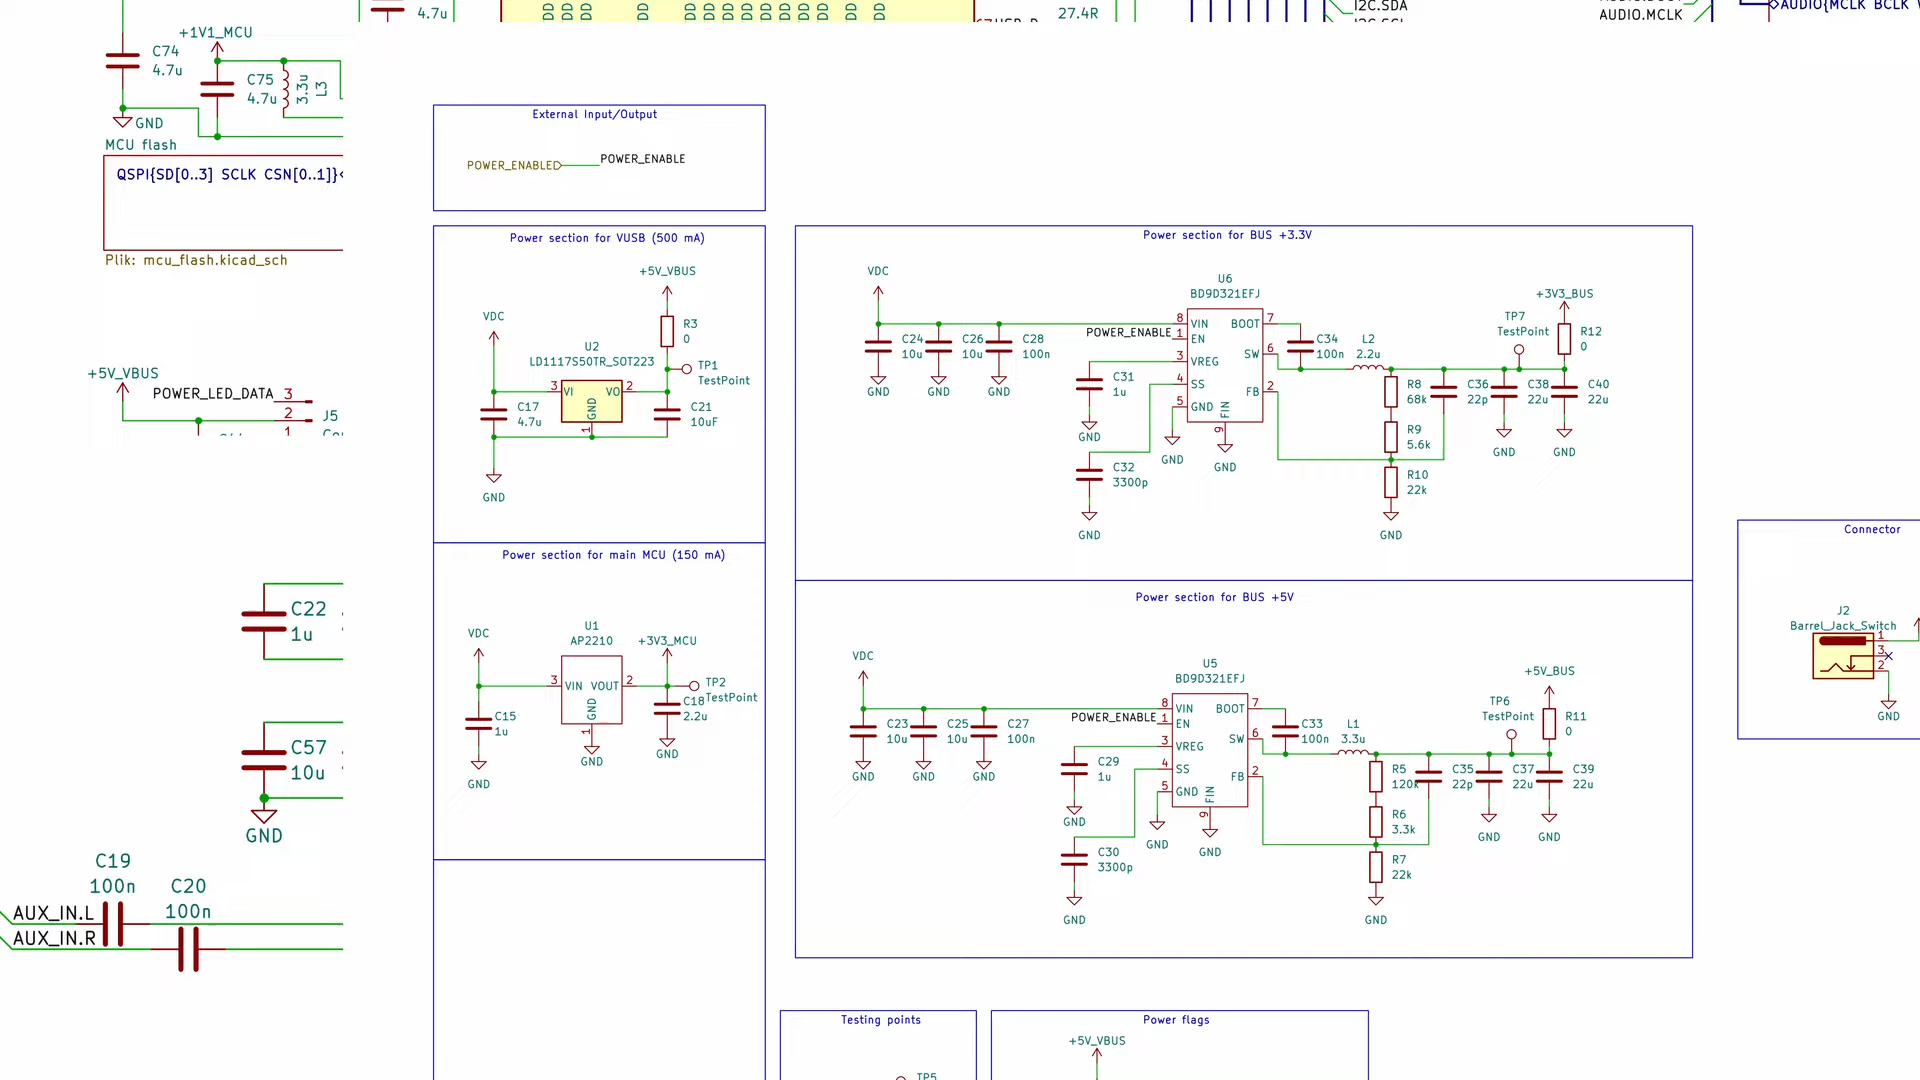 4.7u
27.4R
I2C.SDA
AUDIO.MCLK
+1V1_MCU
C74
4.7u
C75
4.7u
3.3u
L3
GND
MCU flash
QSPI{SD[0..3] SCLK CSN[0..1]}
Plik: mcu_flash.kicad_sch
+5V_VBUS
POWER_LED_DATA
3
2
1
J5
C22
1u
C57
10u
GND
C19
100n
C20
100n
AUX_IN.L
AUX_IN.R
External Input/Output
POWER_ENABLED
POWER_ENABLE
Power section for VUSB (500 mA)
+5V_VBUS
VDC
R3
0
U2
LD1117S50TR_SOT223
TP1
TestPoint
3
VI
VO
2
GND
1
C17
4.7u
C21
10uF
GND
Power section for main MCU (150 mA)
VDC
U1
AP2210
+3V3_MCU
3
VIN
VOUT
2
GND
1
TP2
TestPoint
C18
2.2u
C15
1u
GND
GND
GND
Power section for BUS +3.3V
VDC
U6
BD9D321EFJ
POWER_ENABLE
8
VIN
1
EN
3
VREG
4
SS
5
GND
FIN
9
BOOT
7
SW
6
FB
2
C24
10u
C26
10u
C28
100n
GND
GND
GND
C31
1u
GND
C32
3300p
GND
GND
GND
C34
100n
L2
2.2u
TP7
TestPoint
+3V3_BUS
R12
0
R8
68k
C36
22p
C38
22u
C40
22u
R9
5.6k
R10
22k
GND
GND
GND
Power section for BUS +5V
VDC
U5
BD9D321EFJ
POWER_ENABLE
8
VIN
1
EN
3
VREG
4
SS
5
GND
FIN
9
BOOT
7
SW
6
FB
2
C23
10u
C25
10u
C27
100n
GND
GND
GND
C29
1u
GND
C30
3300p
GND
GND
GND
C33
100n
L1
3.3u
TP6
TestPoint
+5V_BUS
R11
0
R5
120k
C35
22p
C37
22u
C39
22u
R6
3.3k
R7
22k
GND
GND
GND
Connector
J2
Barrel_Jack_Switch
1
3
2
GND
Testing points
TP5
Power flags
+5V_VBUS